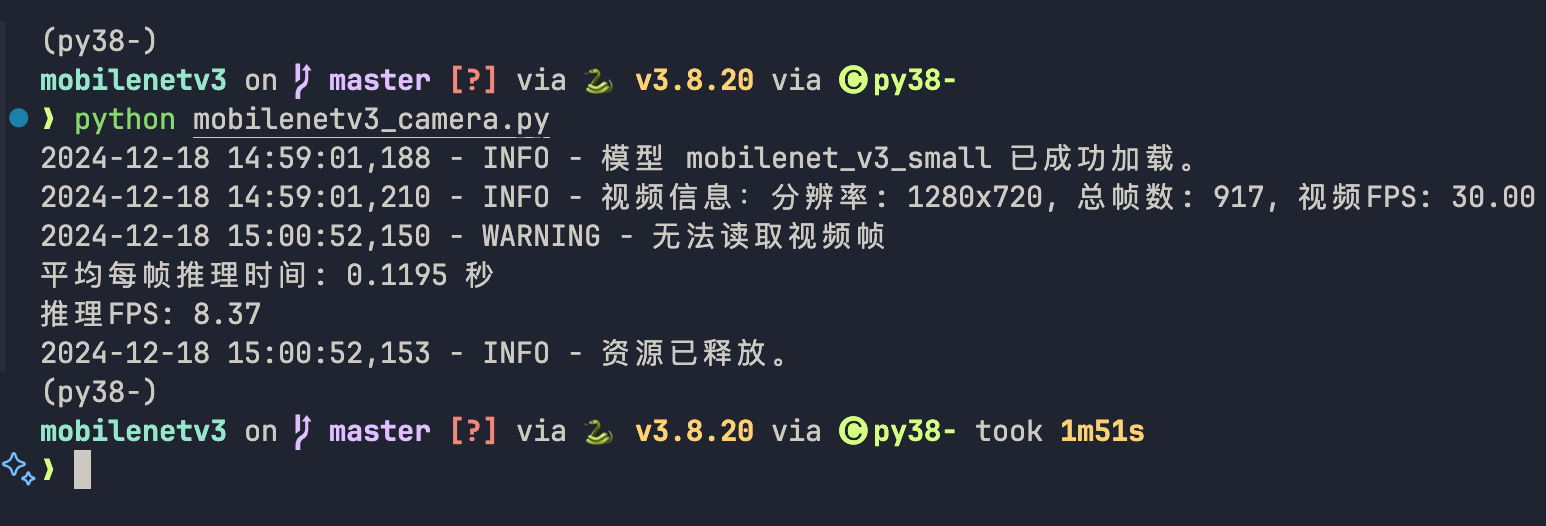 (py38-)
mobilenetv3 on master [?] via 🐍 v3.8.20 via ©py38-
❯ python mobilenetv3_camera.py
2024-12-18 14:59:01,188 - INFO - 模型 mobilenet_v3_small 已成功加载。
2024-12-18 14:59:01,210 - INFO - 视频信息: 分辨率: 1280x720, 总帧数: 917, 视频FPS: 30.00
2024-12-18 15:00:52,150 - WARNING - 无法读取视频帧
平均每帧推理时间: 0.1195 秒
推理FPS: 8.37
2024-12-18 15:00:52,153 - INFO - 资源已释放。
(py38-)
mobilenetv3 on master [?] via 🐍 v3.8.20 via ©py38- took 1m51s
❯